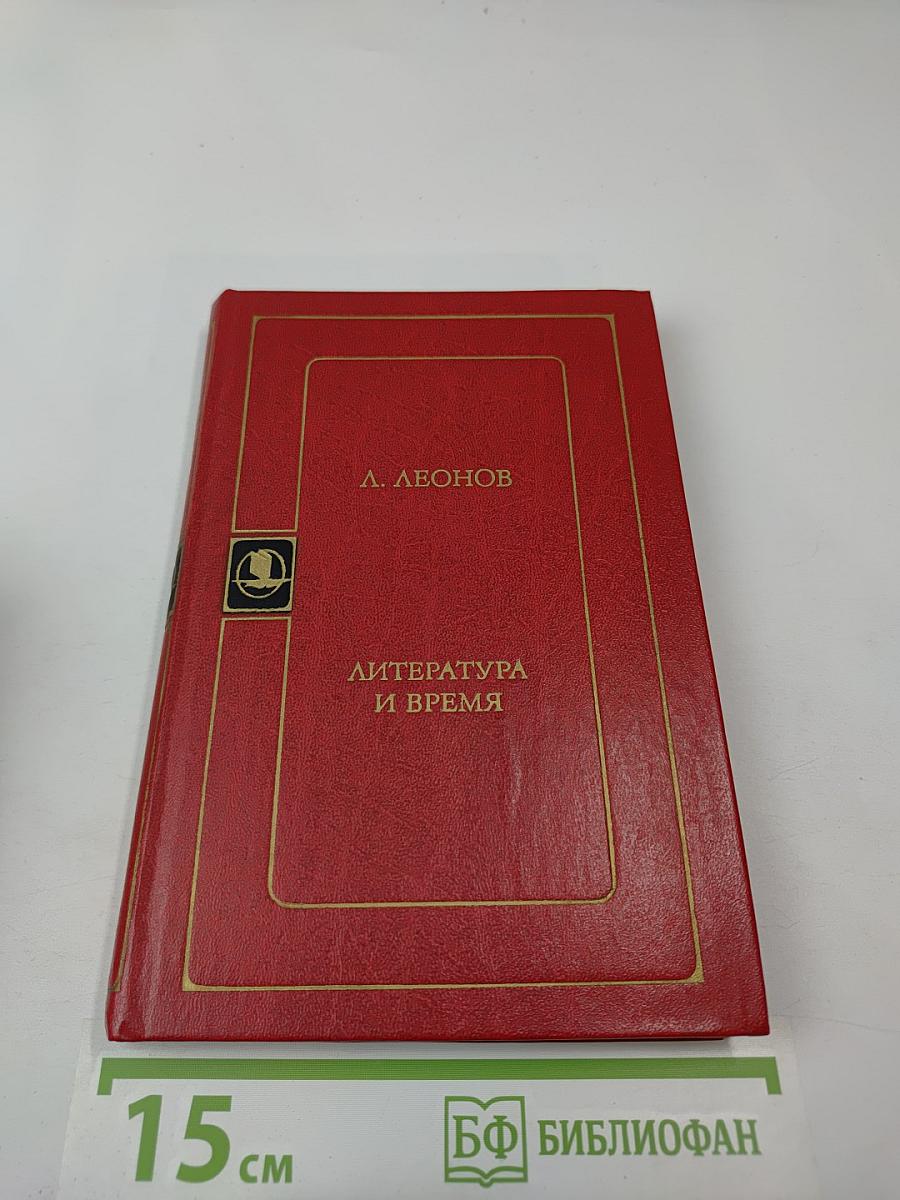 Л. ЛЕОНОВ
ЛИТЕРАТУРА
И ВРЕМЯ
15 см
БФ БИБЛИОФАН